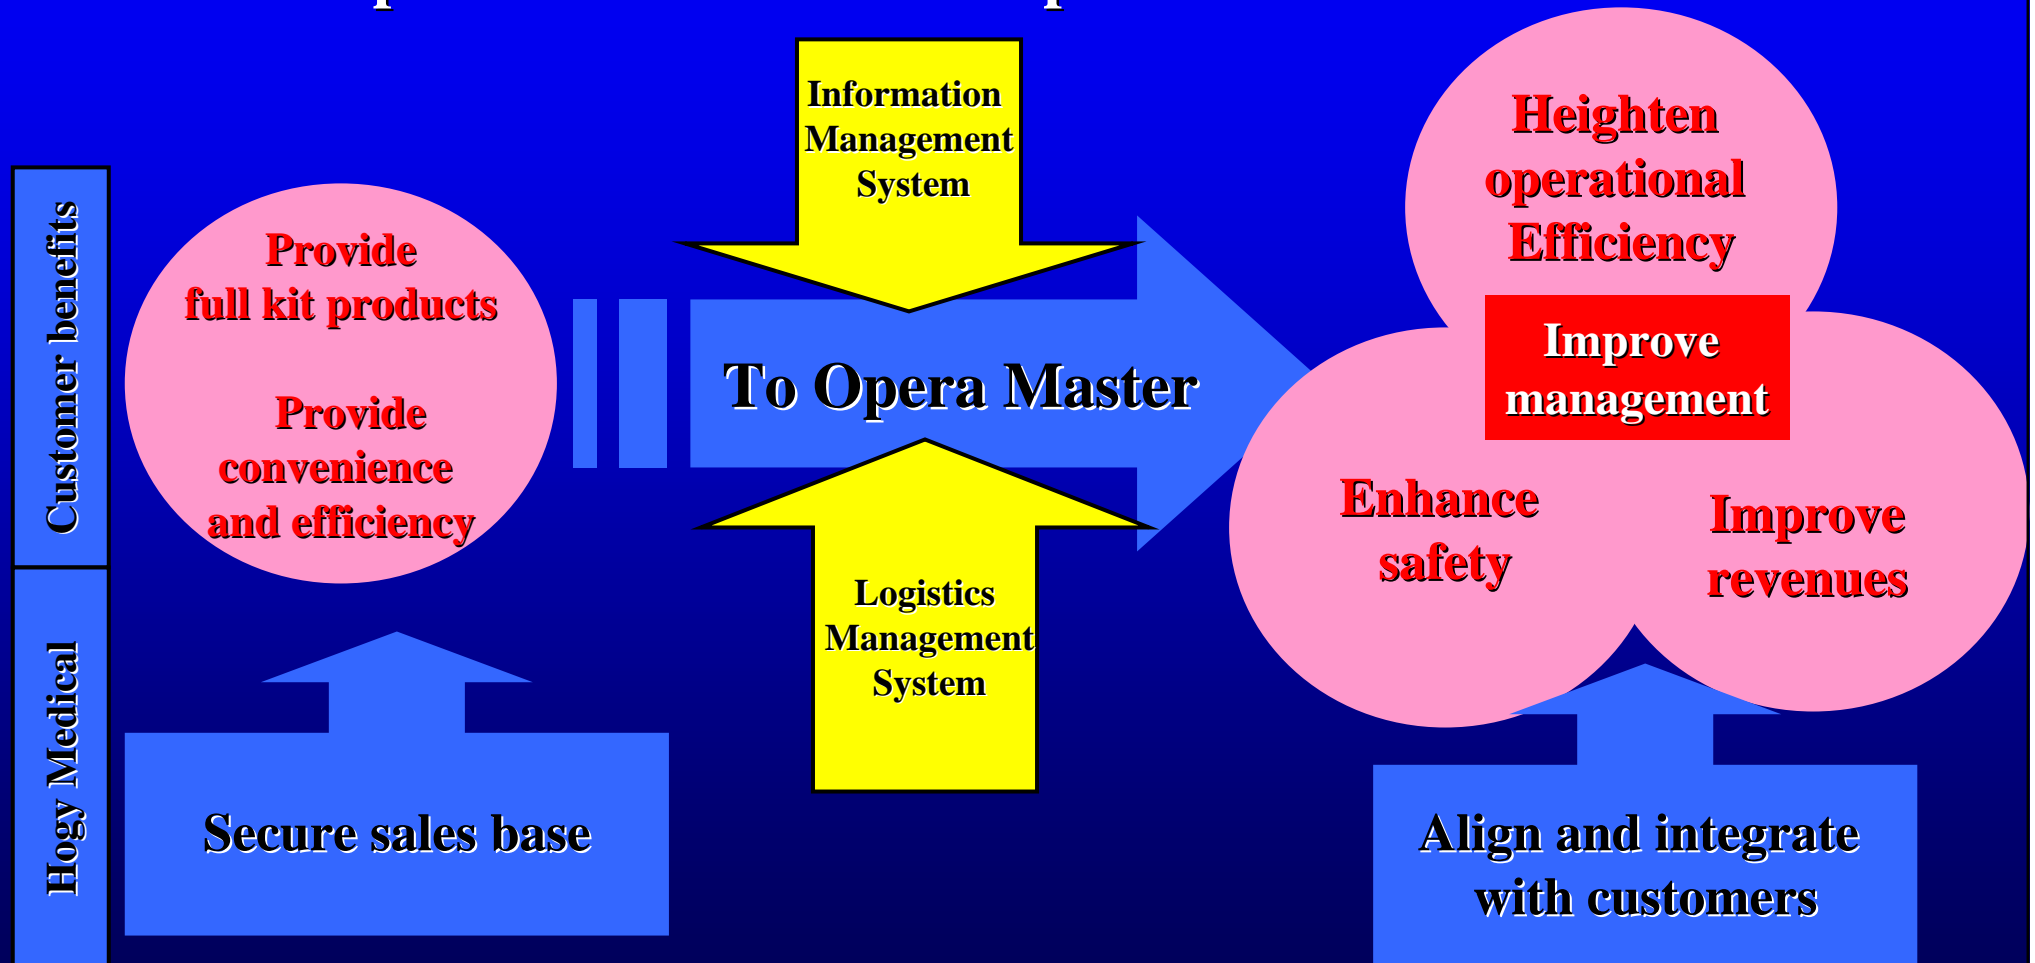 Information
Management
System
Heighten
operational
Efficiency
Customer benefits
Provide
full kit products
Provide
convenience
and efficiency
To Opera Master
Improve
management
Enhance
safety
Improve
revenues
Logistics
Management
System
Hogy Medical
Secure sales base
Align and integrate
with customers